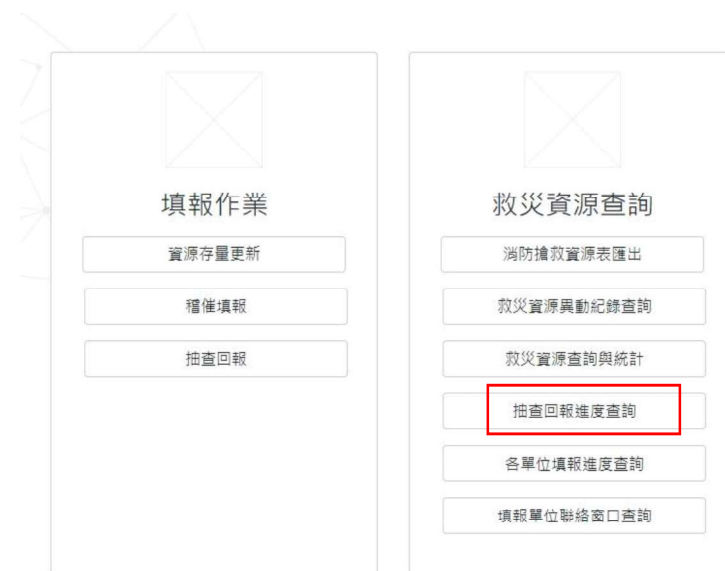 填報作業
資源存量更新
稽催填報
抽查回報
救災資源查詢
消防搶救資源表匯出
救災資源異動紀錄查詢
救災資源查詢與統計
抽查回報進度查詢
各單位填報進度查詢
填報單位聯絡窗口查詢